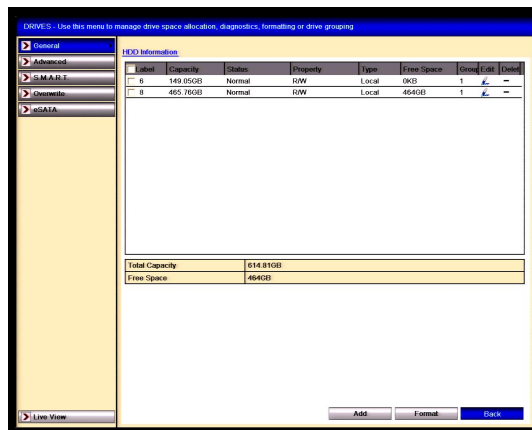 DRIVES - Use this menu to manage drive space allocation, diagnostics, formatting or drive grouping
General
Advanced
S.M.A.R.T.
Overwrite
eSATA
Live View
HDD Information
Label Capacity Status Property Type Free Space Group Edit Delet
6 149.05GB Normal R/W Local 0KB 1 –
8 465.76GB Normal R/W Local 464GB 1 –
Total Capacity 614.81GB
Free Space 464GB
Add Format Back